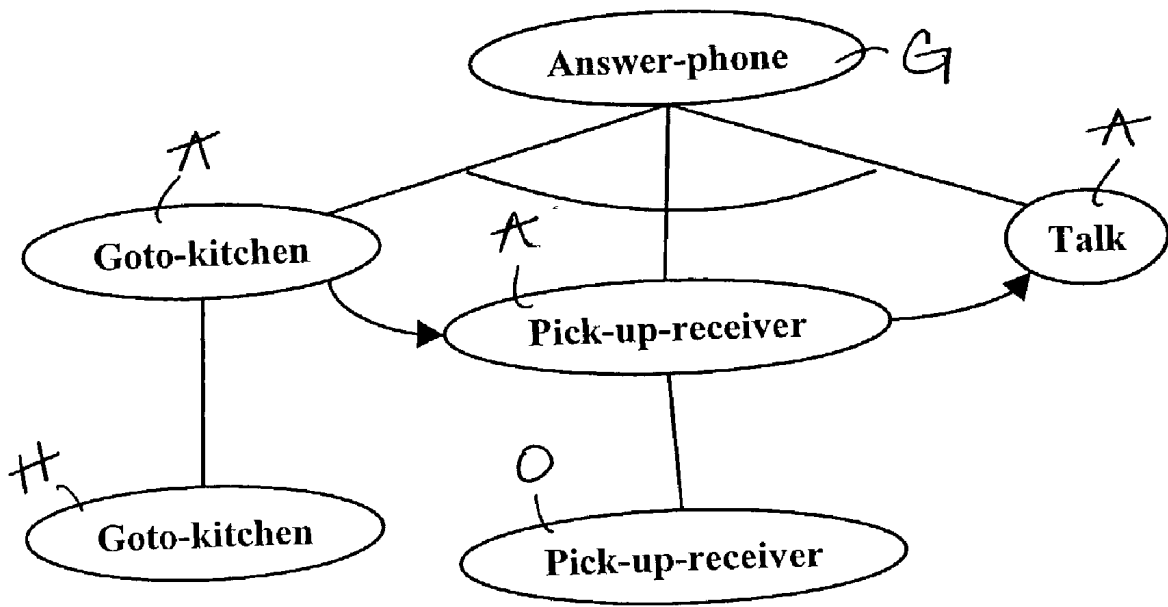 Answer-phone
G
A
A
Goto-kitchen
A
Talk
Pick-up-receiver
H
O
Goto-kitchen
Pick-up-receiver